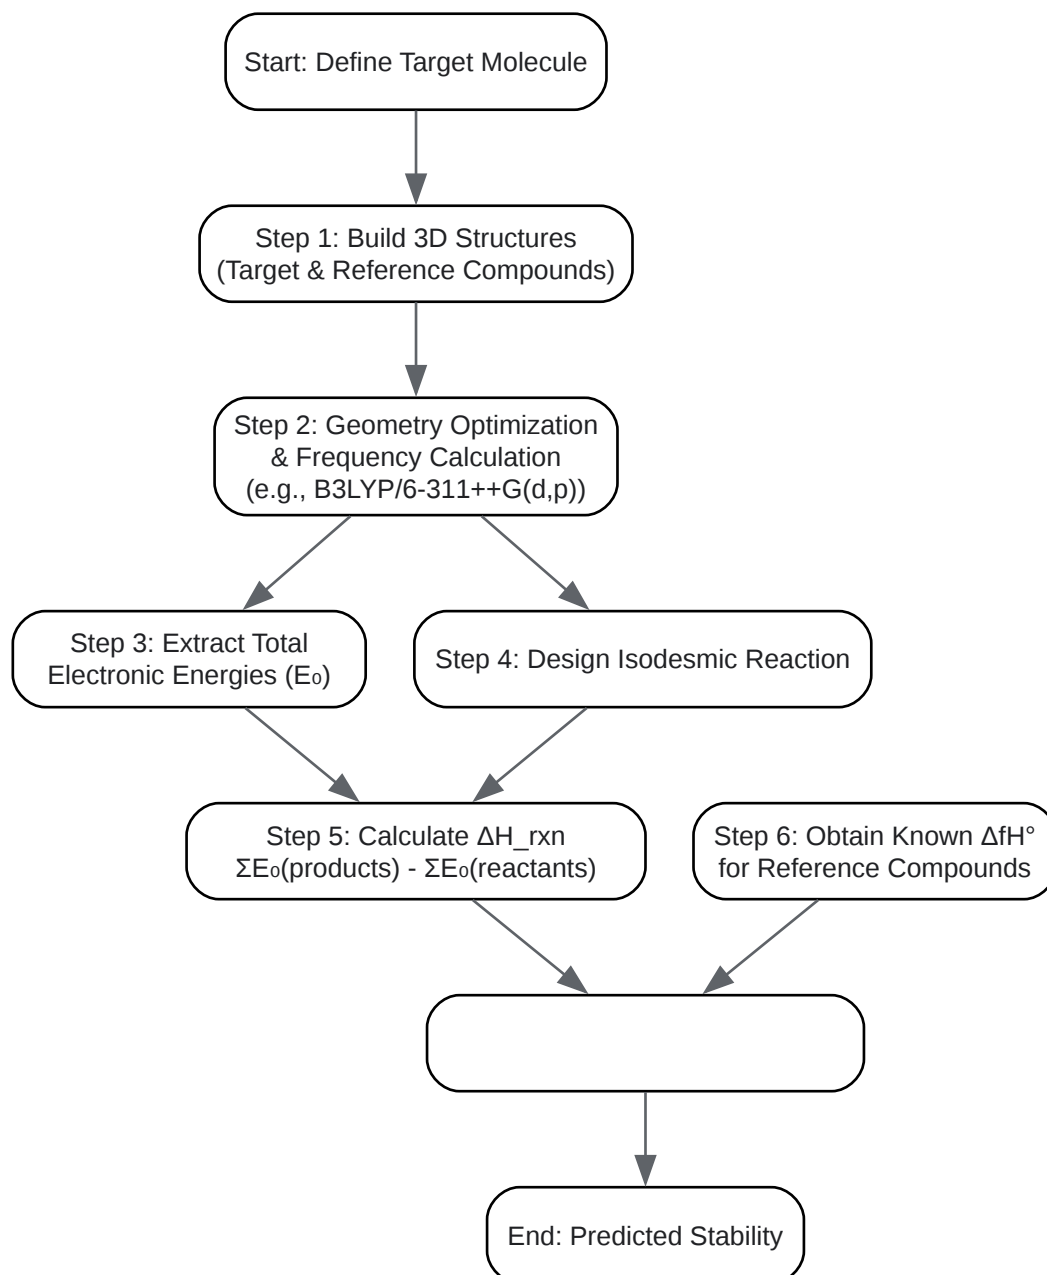 Start: Define Target Molecule
Step 1: Build 3D Structures
(Target & Reference Compounds)
Step 2: Geometry Optimization
& Frequency Calculation
(e.g., B3LYP/6-311++G(d,p))
Step 3: Extract Total
Electronic Energies (E₀)
Step 4: Design Isodesmic Reaction
Step 5: Calculate ΔH_rxn
ΣE₀(products) - ΣE₀(reactants)
Step 6: Obtain Known ΔfH°
for Reference Compounds
End: Predicted Stability